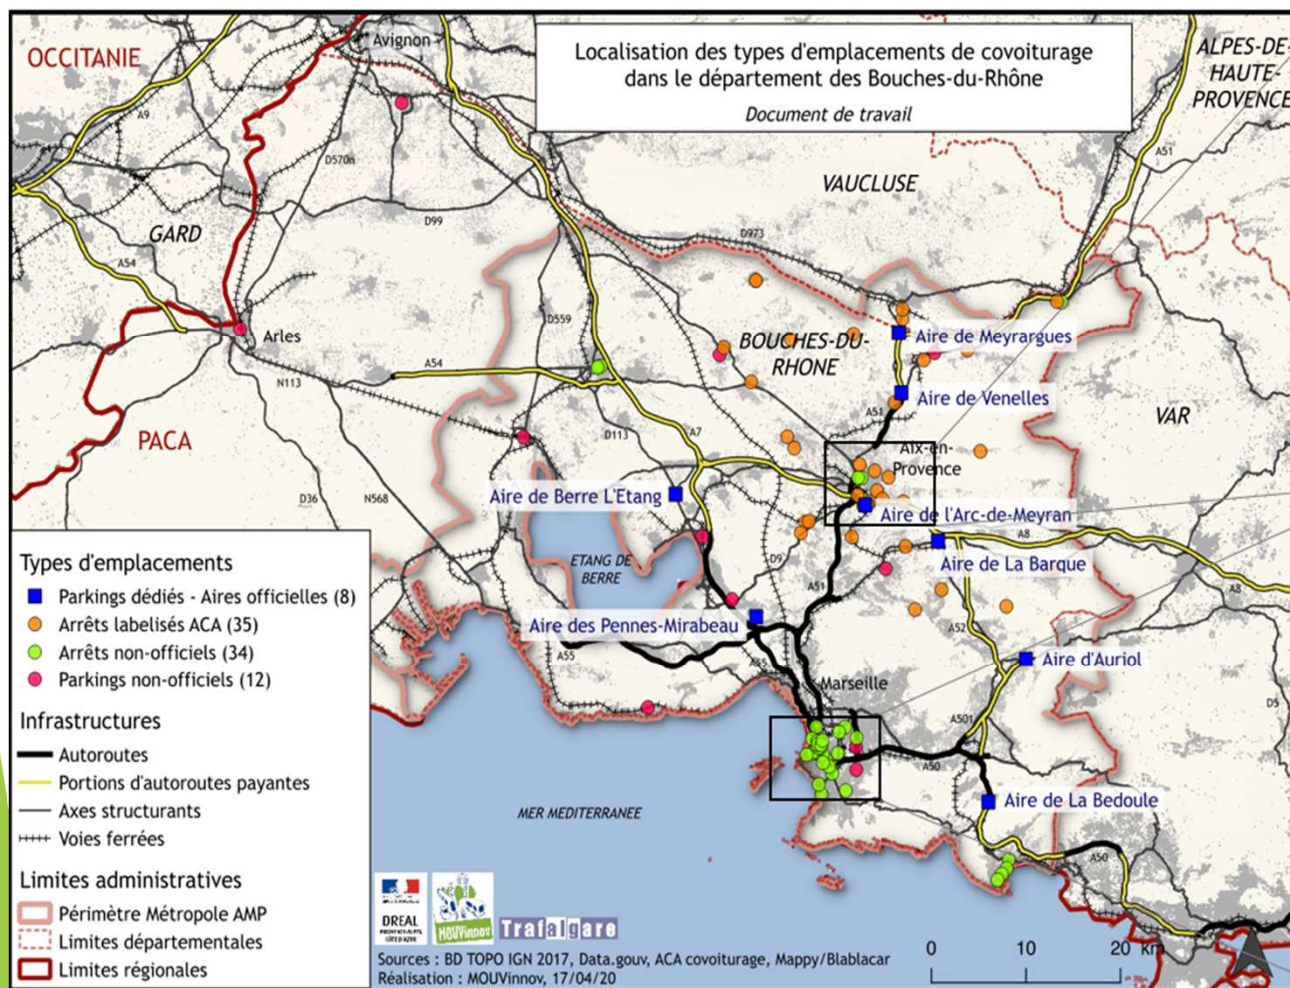 Localisation des types d'emplacements de covoiturage
dans le département des Bouches-du-Rhône
Document de travail
OCCITANIE
Avignon
ALPES-DE-
HAUTE-
PROVENCE
A9
D570n
A51
VAUCLUSE
D99
GARD
D973
A54
D559
Arles
BOUCHES-DU-
RHONE
Aire de Meyrargues
A54
N113
Aire de Venelles
VAR
PACA
D113
A7
A51
Aix-en-
Provence
D36
N568
Aire de Berre L'Etang
Aire de l'Arc-de-Meyran
A8
ETANG DE
BERRE
D9
Aire de La Barque
A51
A8
Aire des Pennes-Mirabeau
A52
A55
A55
Aire d'Auriol
Marseille
D5
A501
A50
MER MEDITERRANEE
Aire de La Bedoule
A50
Types d'emplacements
Parkings dédiés - Aires officielles (8)
Arrêts labelisés ACA (35)
Arrêts non-officiels (34)
Parkings non-officiels (12)
Infrastructures
Autoroutes
Portions d'autoroutes payantes
Axes structurants
Voies ferrées
Limites administratives
Périmètre Métropole AMP
Limites départementales
Limites régionales
DREAL
MOUVinnov
Trafalgare
0 10 20 km
Sources : BD TOPO IGN 2017, Data.gouv, ACA covoiturage, Mappy/Blablacar
Réalisation : MOUVinnov, 17/04/20